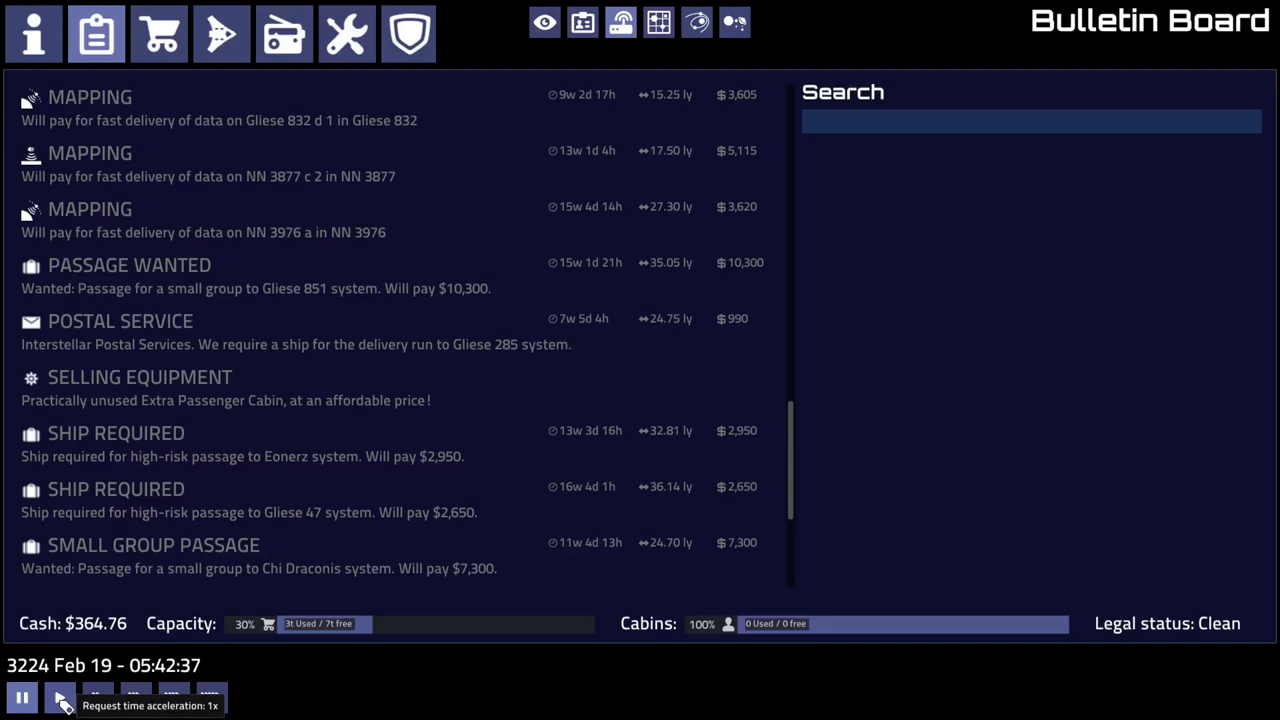 Bulletin Board
MAPPING 9w 2d 17h 15.25 ly $3,605
Will pay for fast delivery of data on Gliese 832 d 1 in Gliese 832
MAPPING 13w 1d 4h 17.50 ly $5,115
Will pay for fast delivery of data on NN 3877 c 2 in NN 3877
MAPPING 15w 4d 14h 27.30 ly $3,620
Will pay for fast delivery of data on NN 3976 a in NN 3976
PASSAGE WANTED 15w 1d 21h 35.05 ly $10,300
Wanted: Passage for a small group to Gliese 851 system. Will pay $10,300.
POSTAL SERVICE 7w 5d 4h 24.75 ly $990
Interstellar Postal Services. We require a ship for the delivery run to Gliese 285 system.
SELLING EQUIPMENT
Practically unused Extra Passenger Cabin, at an affordable price!
SHIP REQUIRED 13w 3d 16h 32.81 ly $2,950
Ship required for high-risk passage to Eonerz system. Will pay $2,950.
SHIP REQUIRED 16w 4d 1h 36.14 ly $2,650
Ship required for high-risk passage to Gliese 47 system. Will pay $2,650.
SMALL GROUP PASSAGE 11w 4d 13h 24.70 ly $7,300
Wanted: Passage for a small group to Chi Draconis system. Will pay $7,300.
Search
Cash: $364.76 Capacity: 30% 3t Used / 7t free Cabins: 100% 0 Used / 0 free Legal status: Clean
3224 Feb 19 - 05:42:37
Request time acceleration: 1x